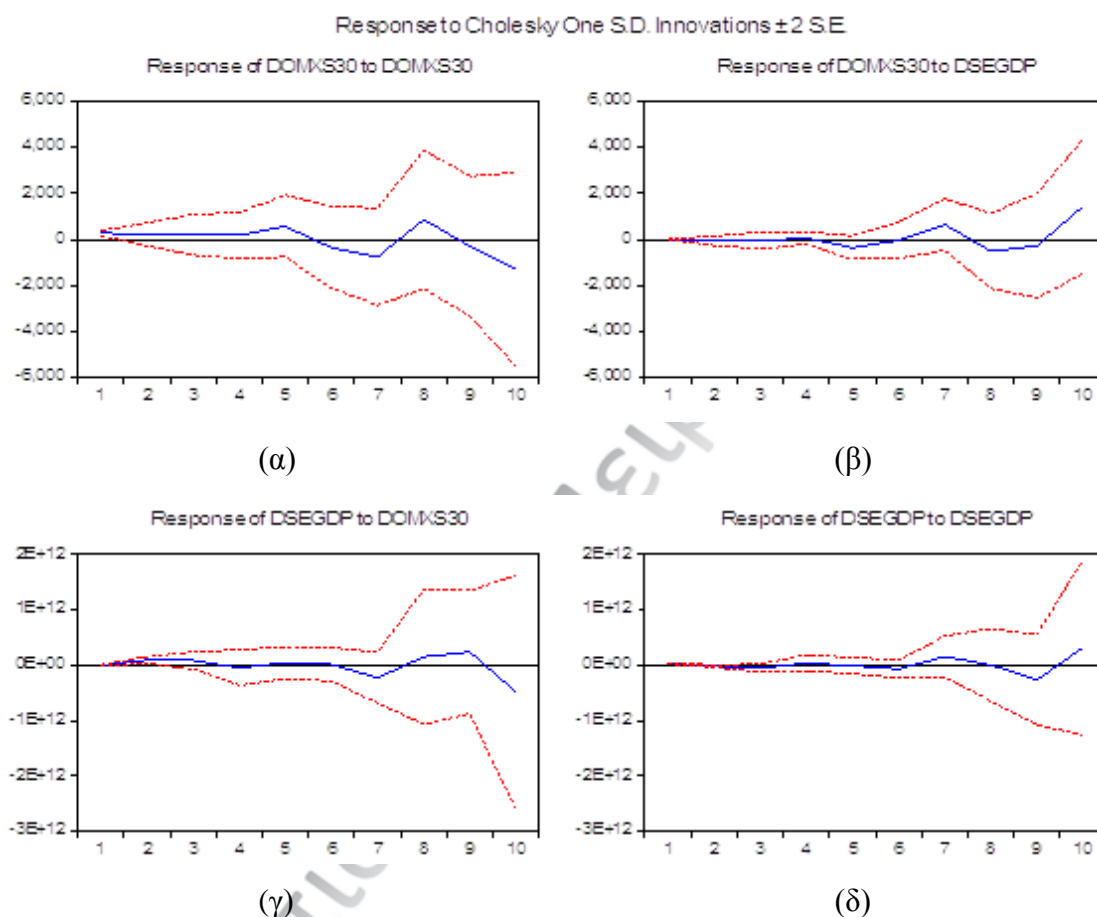 Response to Cholesky One S.D. Innovations ± 2 S.E.
Response of DOMXS30 to DOMXS30
Response of DOMXS30 to DSEGDP
6,000
4,000
2,000
0
-2,000
-4,000
-6,000
1 2 3 4 5 6 7 8 9 10
6,000
4,000
2,000
0
-2,000
-4,000
-6,000
1 2 3 4 5 6 7 8 9 10
(α)
(β)
Response of DSEGDP to DOMXS30
Response of DSEGDP to DSEGDP
2E+12
1E+12
0E+00
-1E+12
-2E+12
-3E+12
1 2 3 4 5 6 7 8 9 10
2E+12
1E+12
0E+00
-1E+12
-2E+12
-3E+12
1 2 3 4 5 6 7 8 9 10
(γ)
(δ)